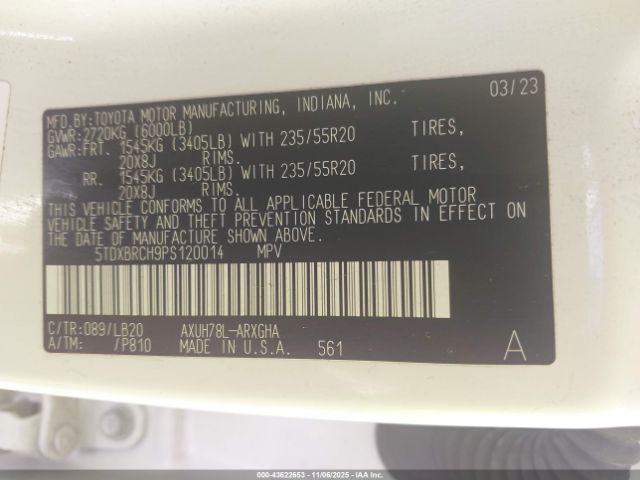 MFD.BY:TOYOTA MOTOR MANUFACTURING, INDIANA, INC. 03/23
GVWR:2720KG (6000LB)
GAWR:FRT. 1545KG (3405LB) WITH 235/55R20 TIRES,
20X8J RIMS.
RR. 1545KG (3405LB) WITH 235/55R20 TIRES,
20X8J RIMS.
THIS VEHICLE CONFORMS TO ALL APPLICABLE FEDERAL MOTOR
VEHICLE SAFETY AND THEFT PREVENTION STANDARDS IN EFFECT ON
THE DATE OF MANUFACTURE SHOWN ABOVE.
5TDXBRCH9PS120014 MPV
C/TR:089/LB20 AXUH78L-ARXGHA
A/TM: /P810 MADE IN U.S.A. 561 A
000-43622653 | 11/06/2025 | IAAI.CA